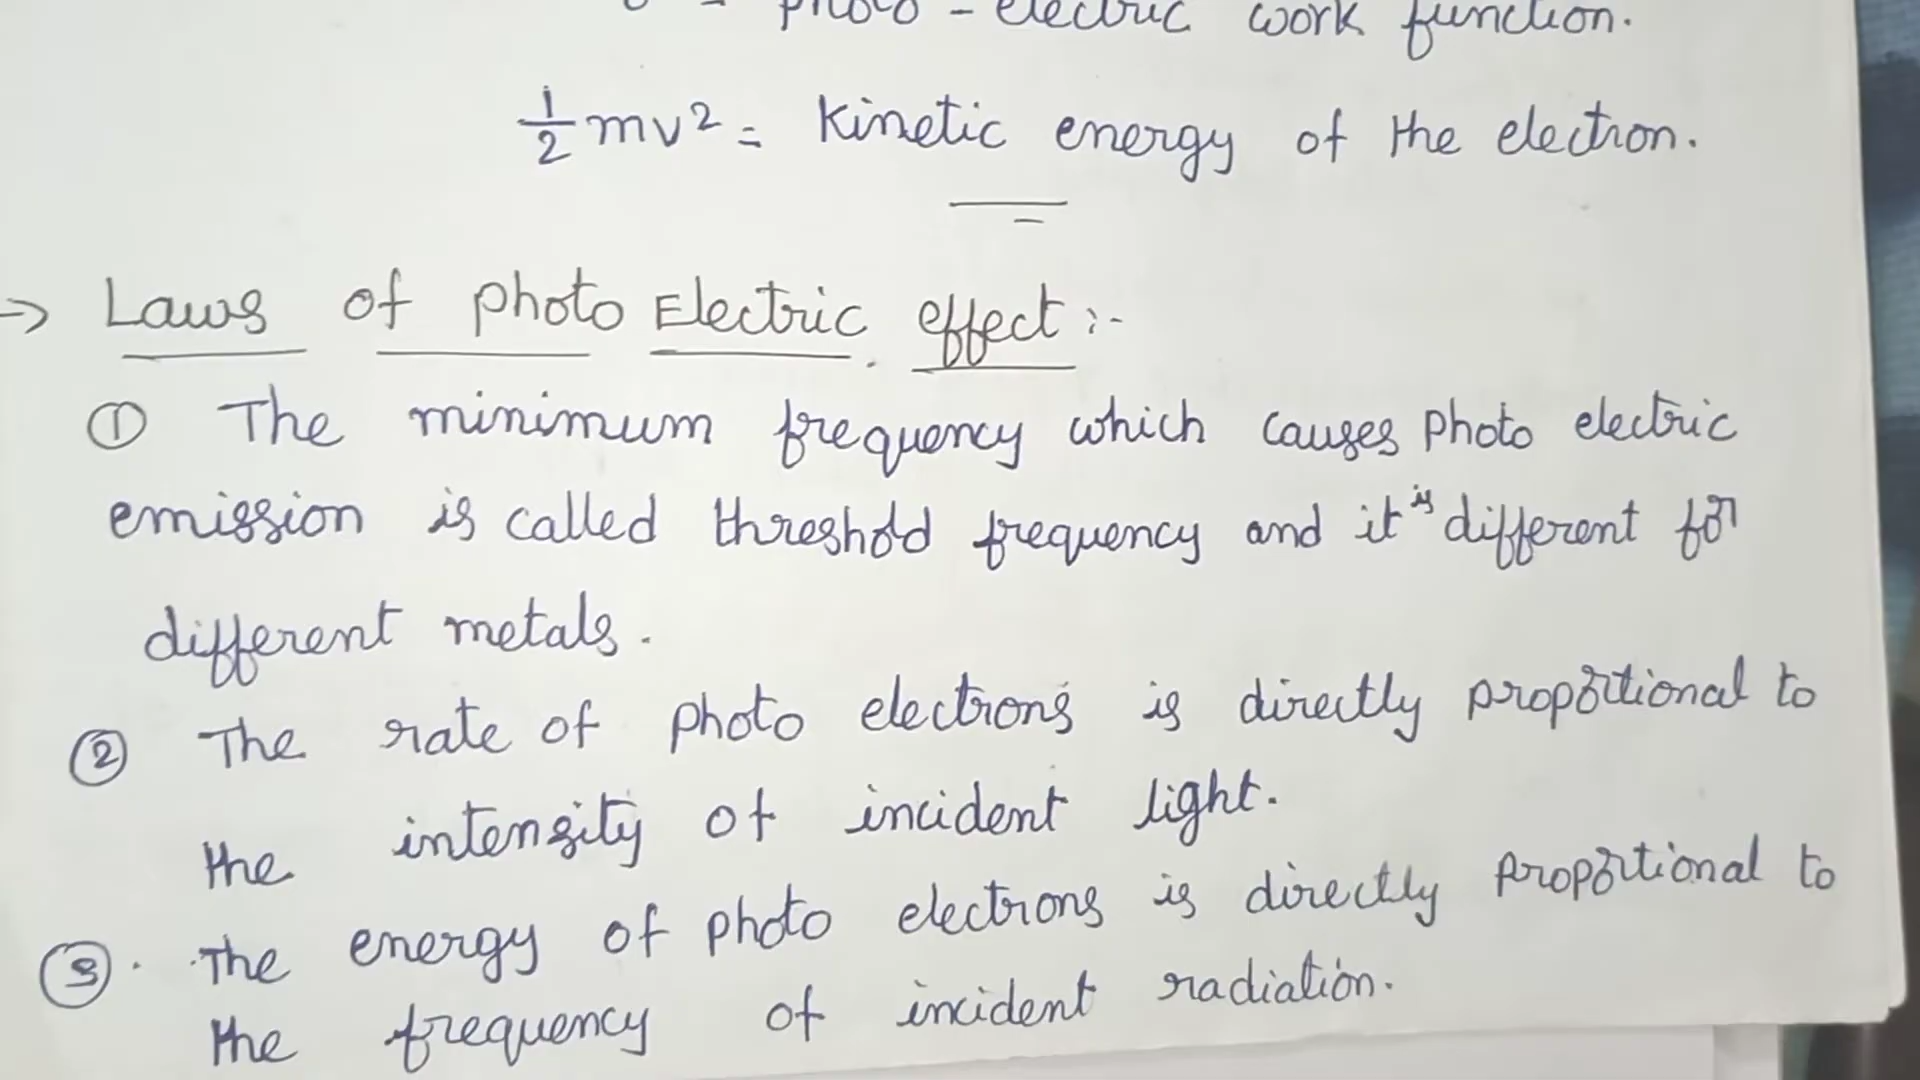 photo - electric work function.
1/2 mv² = Kinetic energy of the electron.
→ Laws of photo Electric effect :-
① The minimum frequency which causes photo electric
emission is called threshold frequency and it is different for
different metals.
② The rate of photo electrons is directly proportional to
the intensity of incident light.
③ The energy of photo electrons is directly proportional to
the frequency of incident radiation.